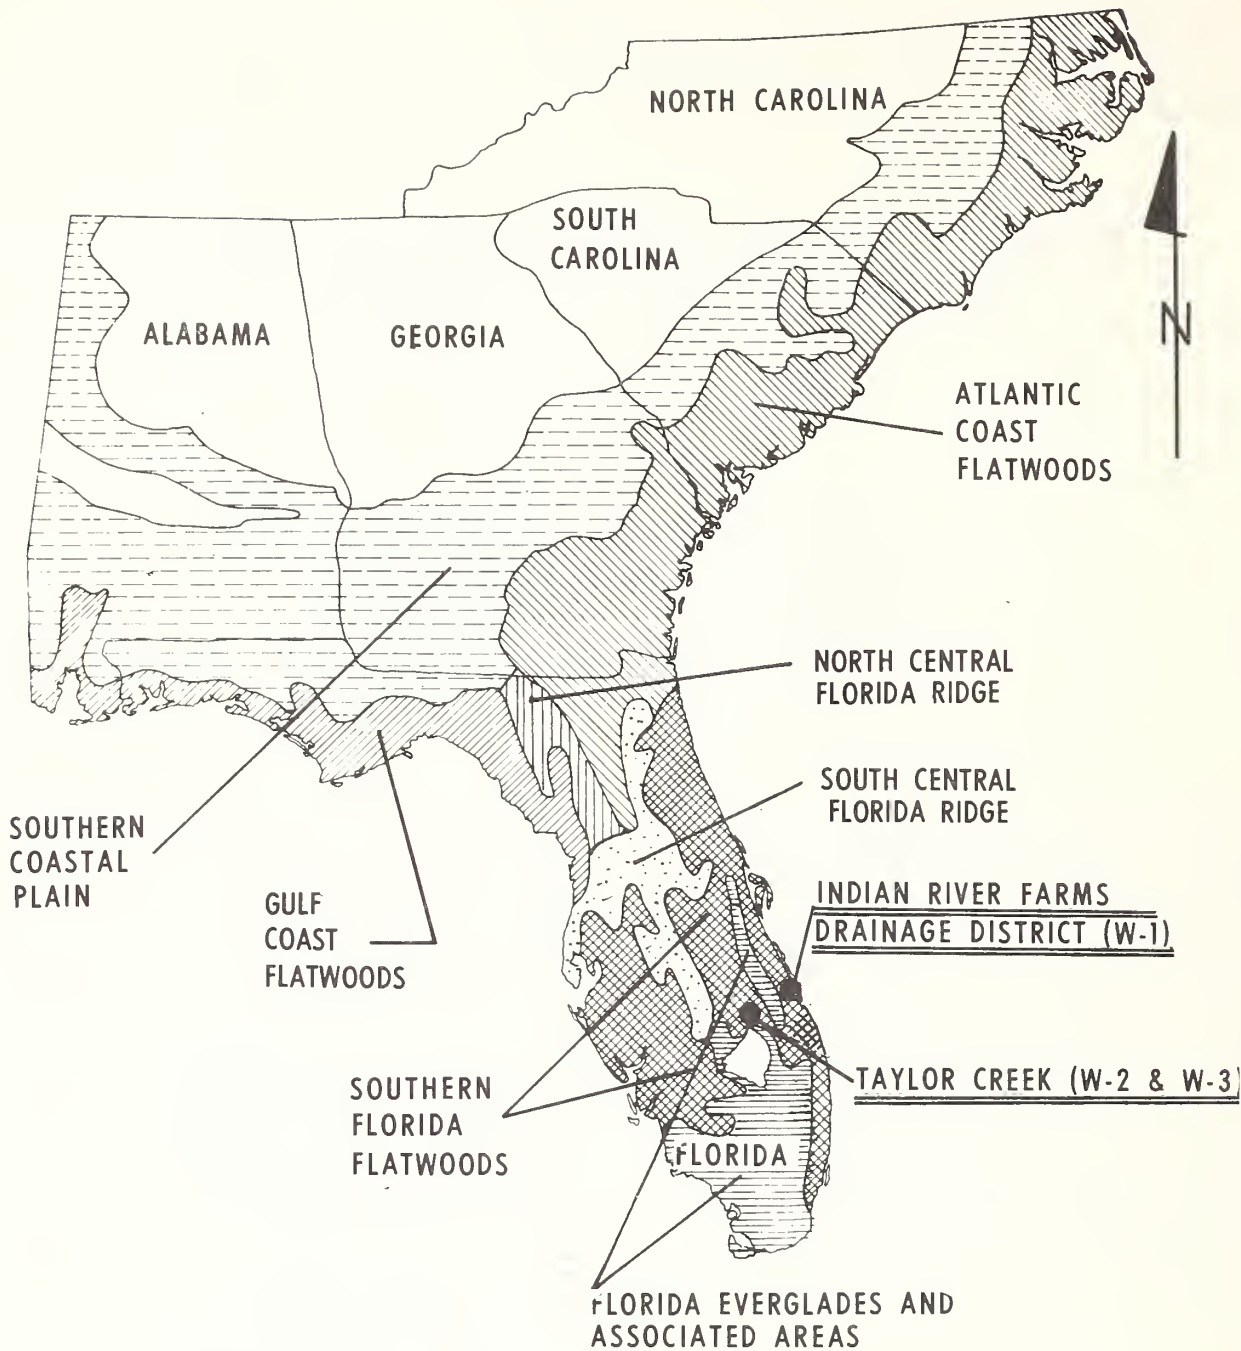 NORTH CAROLINA
SOUTH
CAROLINA
ALABAMA
GEORGIA
N
ATLANTIC
COAST
FLATWOODS
NORTH CENTRAL
FLORIDA RIDGE
SOUTH CENTRAL
FLORIDA RIDGE
SOUTHERN
COASTAL
PLAIN
GULF
COAST
FLATWOODS
INDIAN RIVER FARMS
DRAINAGE DISTRICT (W-1)
TAYLOR CREEK (W-2 & W-3)
SOUTHERN
FLORIDA
FLATWOODS
FLORIDA
FLORIDA EVERGLADES AND
ASSOCIATED AREAS